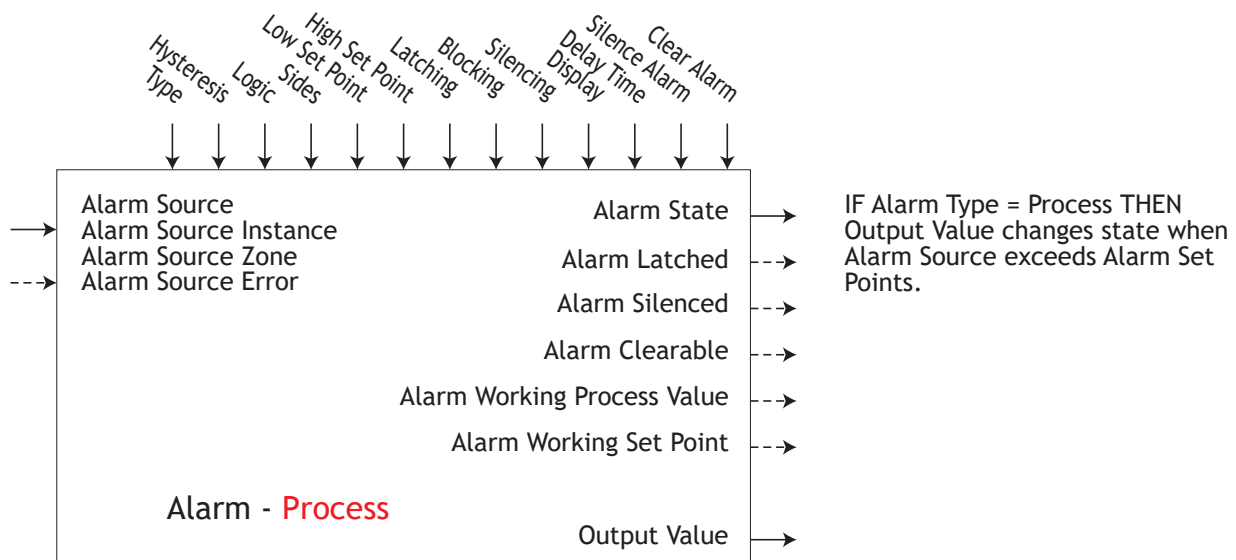 Type
Hysteresis
Logic
Sides
Low Set Point
High Set Point
Latching
Blocking
Silencing
Display
Delay Time
Silence Alarm
Clear Alarm
Alarm Source
Alarm Source Instance
Alarm Source Zone
Alarm Source Error
Alarm State
Alarm Latched
Alarm Silenced
Alarm Clearable
Alarm Working Process Value
Alarm Working Set Point
Output Value
Alarm - Process
IF Alarm Type = Process THEN
Output Value changes state when
Alarm Source exceeds Alarm Set
Points.